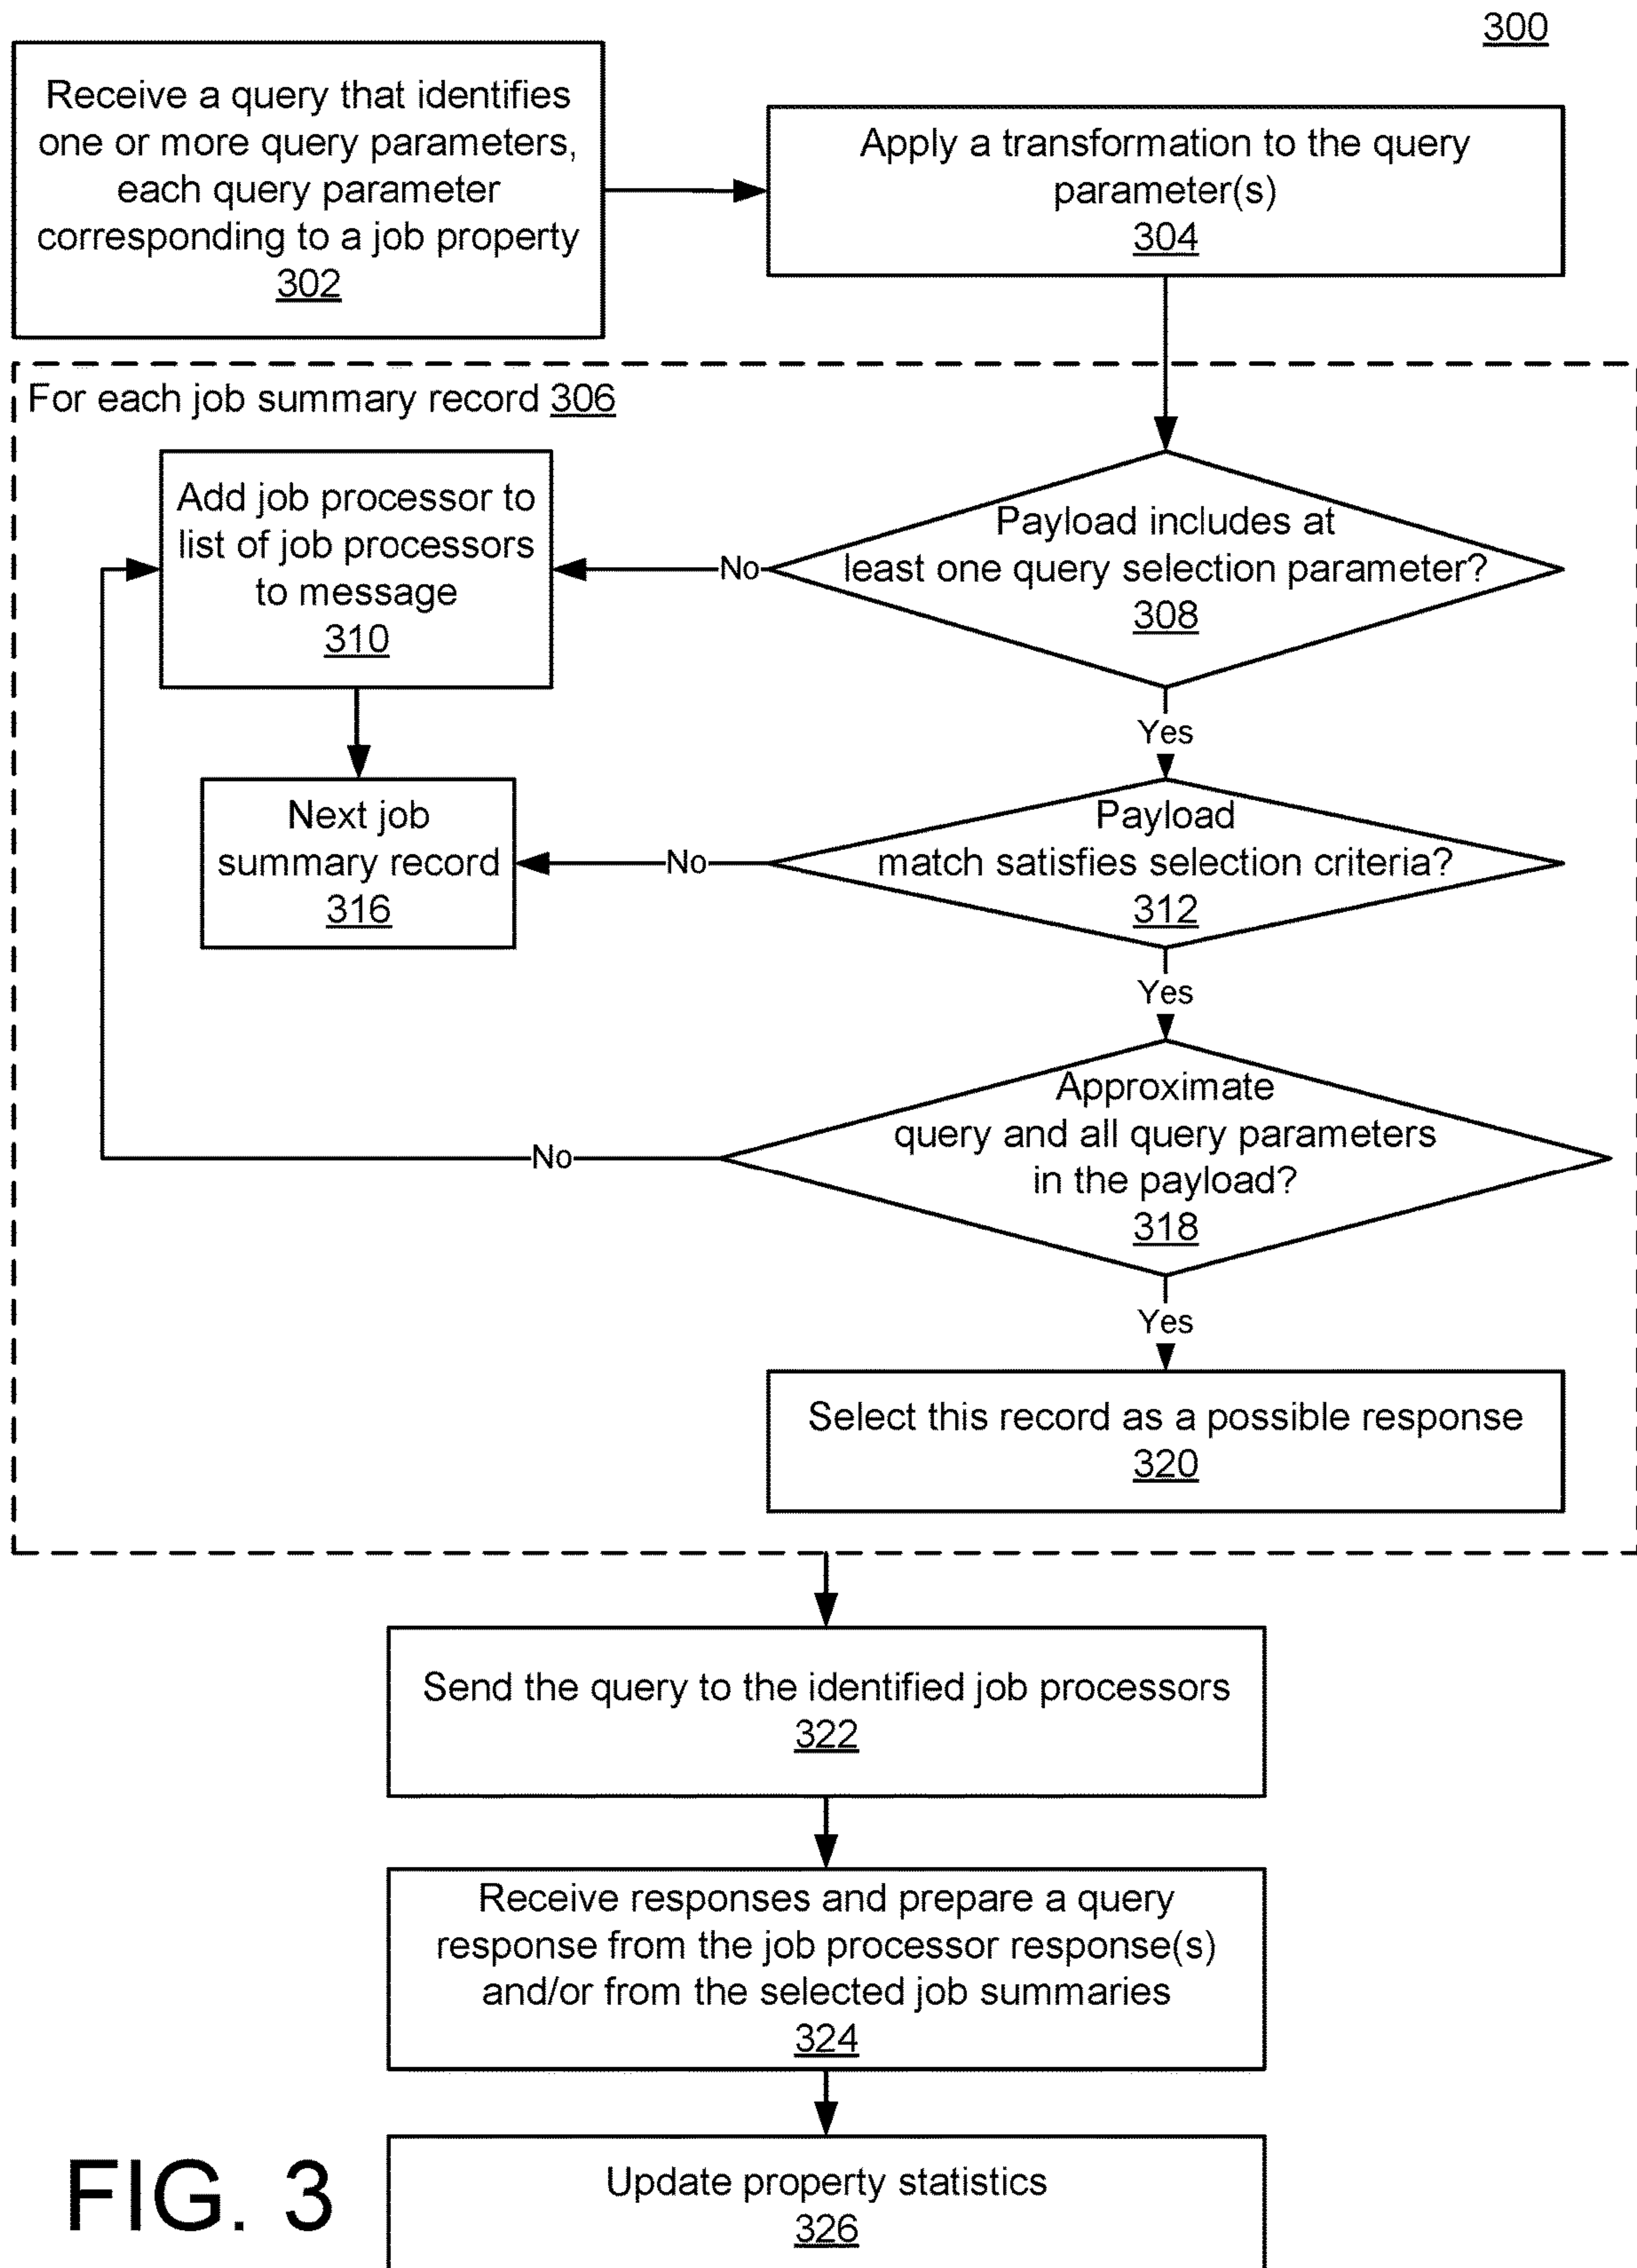 300
Receive a query that identifies
one or more query parameters,
each query parameter
corresponding to a job property
302
Apply a transformation to the query
parameter(s)
304
For each job summary record 306
Add job processor to
list of job processors
to message
310
No
Payload includes at
least one query selection parameter?
308
Yes
Next job
summary record
316
No
Payload
match satisfies selection criteria?
312
Yes
Approximate
query and all query parameters
in the payload?
318
No
Yes
Select this record as a possible response
320
Send the query to the identified job processors
322
Receive responses and prepare a query
response from the job processor response(s)
and/or from the selected job summaries
324
Update property statistics
326
FIG. 3